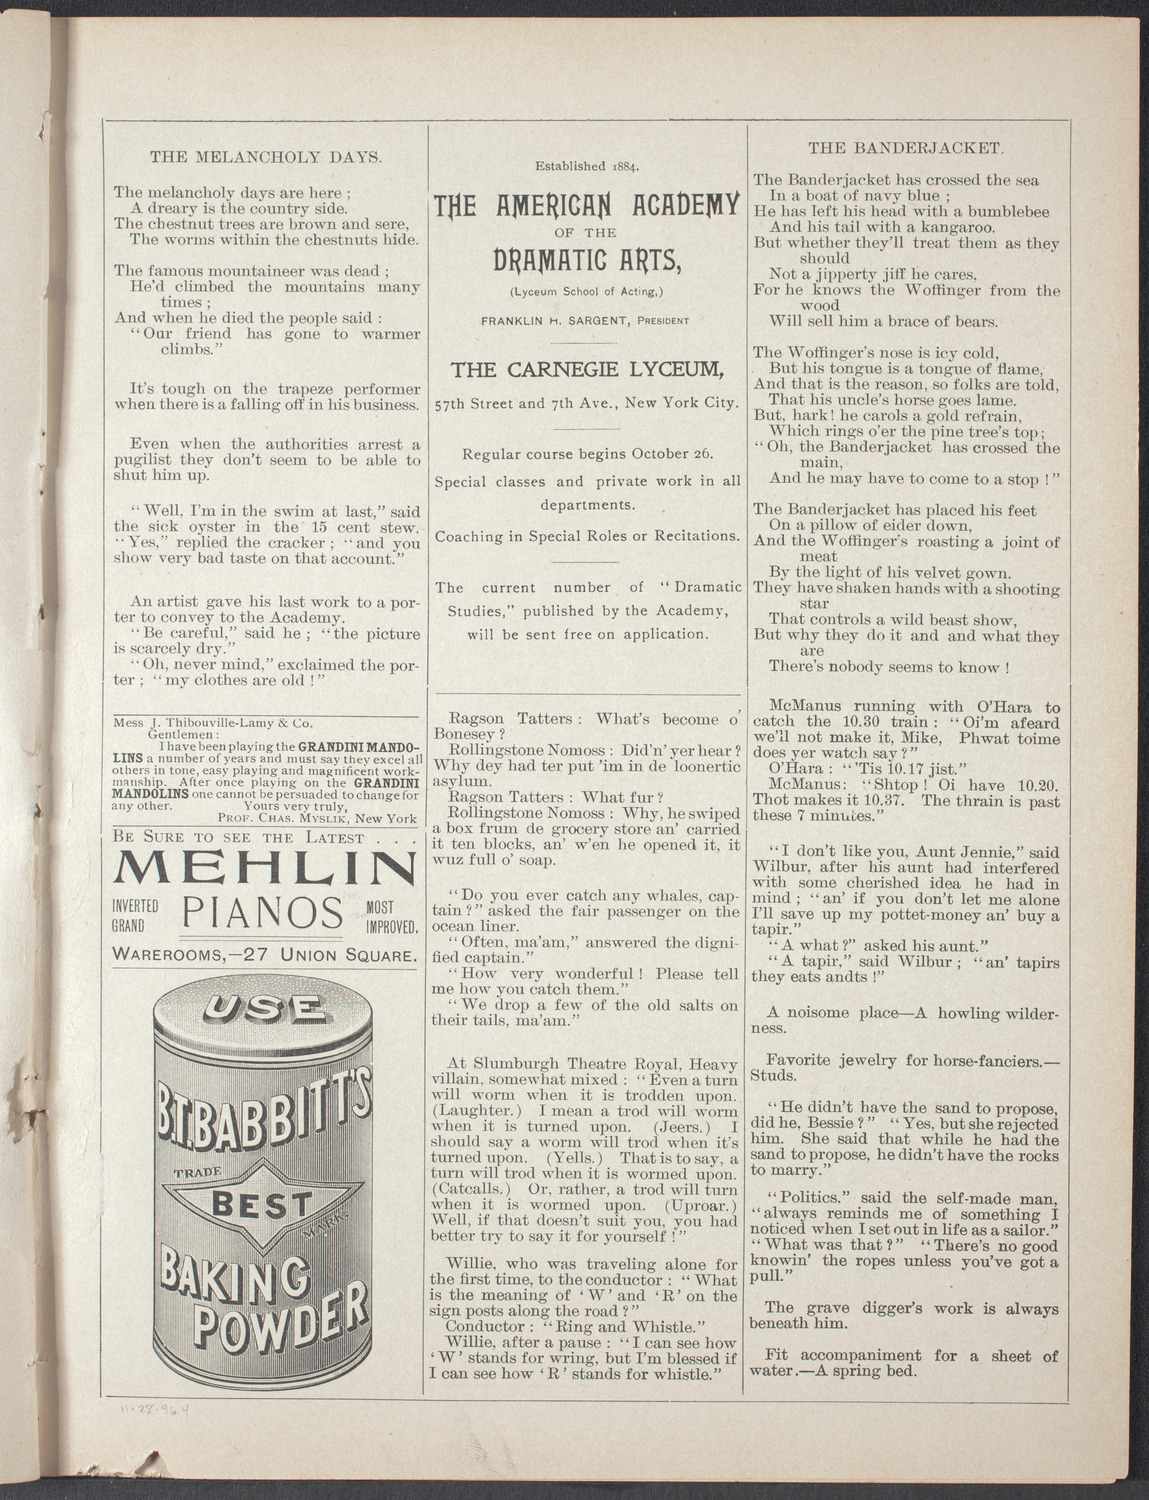 THE MELANCHOLY DAYS.
The melancholy days are here ;
A dreary is the country side.
The chestnut trees are brown and sere,
The worms within the chestnuts hide.
The famous mountaineer was dead ;
He'd climbed the mountains many
times ;
And when he died the people said :
“Our friend has gone to warmer
climbs.”
It's tough on the trapeze performer
when there is a falling off in his business.
Even when the authorities arrest a
pugilist they don't seem to be able to
shut him up.
“Well, I'm in the swim at last,” said
the sick oyster in the 15 cent stew.
“Yes,” replied the cracker ; “and you
show very bad taste on that account.”
An artist gave his last work to a por-
ter to convey to the Academy.
“Be careful,” said he ; “the picture
is scarcely dry.”
“Oh, never mind,” exclaimed the por-
ter ; “my clothes are old !”
Mess J. Thibouville-Lamy & Co.
Gentlemen :
I have been playing the GRANDINI MANDO-
LINS a number of years and must say they excel all
others in tone, easy playing and magnificent work-
manship. After once playing on the GRANDINI
MANDOLINS one cannot be persuaded to change for
any other. Yours very truly,
PROF. CHAS. MYSLIK, New York
BE SURE TO SEE THE LATEST . . .
MEHLIN
INVERTED GRAND PIANOS MOST IMPROVED.
WAREROOMS,—27 UNION SQUARE.
USE
B.T. BABBITT'S
TRADE
BEST
MARK.
BAKING
POWDER
11-28-96.4
Established 1884.
THE AMERICAN ACADEMY
OF THE
DRAMATIC ARTS,
(Lyceum School of Acting,)
FRANKLIN H. SARGENT, PRESIDENT
THE CARNEGIE LYCEUM,
57th Street and 7th Ave., New York City.
Regular course begins October 26.
Special classes and private work in all
departments.
Coaching in Special Roles or Recitations.
The current number of “Dramatic
Studies,” published by the Academy,
will be sent free on application.
Ragson Tatters : What's become o'
Bonesey ?
Rollingstone Nomoss : Did'n' yer hear ?
Why dey had ter put 'im in de loonertic
asylum.
Ragson Tatters : What fur ?
Rollingstone Nomoss : Why, he swiped
a box frum de grocery store an' carried
it ten blocks, an' w'en he opened it, it
wuz full o' soap.
“Do you ever catch any whales, cap-
tain ?” asked the fair passenger on the
ocean liner.
“Often, ma'am,” answered the digni-
fied captain.”
“How very wonderful ! Please tell
me how you catch them.”
“We drop a few of the old salts on
their tails, ma'am.”
At Slumburgh Theatre Royal, Heavy
villain, somewhat mixed : “Even a turn
will worm when it is trodden upon.
(Laughter.) I mean a trod will worm
when it is turned upon. (Jeers.) I
should say a worm will trod when it's
turned upon. (Yells.) That is to say, a
turn will trod when it is wormed upon.
(Catcalls.) Or, rather, a trod will turn
when it is wormed upon. (Uproar.)
Well, if that doesn't suit you, you had
better try to say it for yourself !”
Willie, who was traveling alone for
the first time, to the conductor : “What
is the meaning of ‘W’ and ‘R’ on the
sign posts along the road ?”
Conductor : “Ring and Whistle.”
Willie, after a pause : “I can see how
‘W’ stands for wring, but I'm blessed if
I can see how ‘R’ stands for whistle.”
THE BANDERJACKET.
The Banderjacket has crossed the sea
In a boat of navy blue ;
He has left his head with a bumblebee
And his tail with a kangaroo.
But whether they'll treat them as they
should
Not a jipperty jiff he cares,
For he knows the Woffinger from the
wood
Will sell him a brace of bears.
The Woffinger's nose is icy cold,
But his tongue is a tongue of flame,
And that is the reason, so folks are told,
That his uncle's horse goes lame.
But, hark! he carols a gold refrain,
Which rings o'er the pine tree's top ;
“Oh, the Banderjacket has crossed the
main,
And he may have to come to a stop !”
The Banderjacket has placed his feet
On a pillow of eider down,
And the Woffinger's roasting a joint of
meat
By the light of his velvet gown.
They have shaken hands with a shooting
star
That controls a wild beast show,
But why they do it and and what they
are
There's nobody seems to know !
McManus running with O'Hara to
catch the 10.30 train : “Oi'm afeard
we'll not make it, Mike, Phwat toime
does yer watch say ?”
O'Hara : “'Tis 10.17 jist.”
McManus: “Shtop ! Oi have 10.20.
Thot makes it 10.37. The thrain is past
these 7 minutes.”
“I don't like you, Aunt Jennie,” said
Wilbur, after his aunt had interfered
with some cherished idea he had in
mind ; “an' if you don't let me alone
I'll save up my pottet-money an' buy a
tapir.”
“A what ?” asked his aunt.”
“A tapir,” said Wilbur ; “an' tapirs
they eats andts !”
A noisome place—A howling wilder-
ness.
Favorite jewelry for horse-fanciers.—
Studs.
“He didn't have the sand to propose,
did he, Bessie ?” “Yes, but she rejected
him. She said that while he had the
sand to propose, he didn't have the rocks
to marry.”
“Politics,” said the self-made man,
“always reminds me of something I
noticed when I set out in life as a sailor.”
“What was that ?” “There's no good
knowin' the ropes unless you've got a
pull.”
The grave digger's work is always
beneath him.
Fit accompaniment for a sheet of
water.—A spring bed.